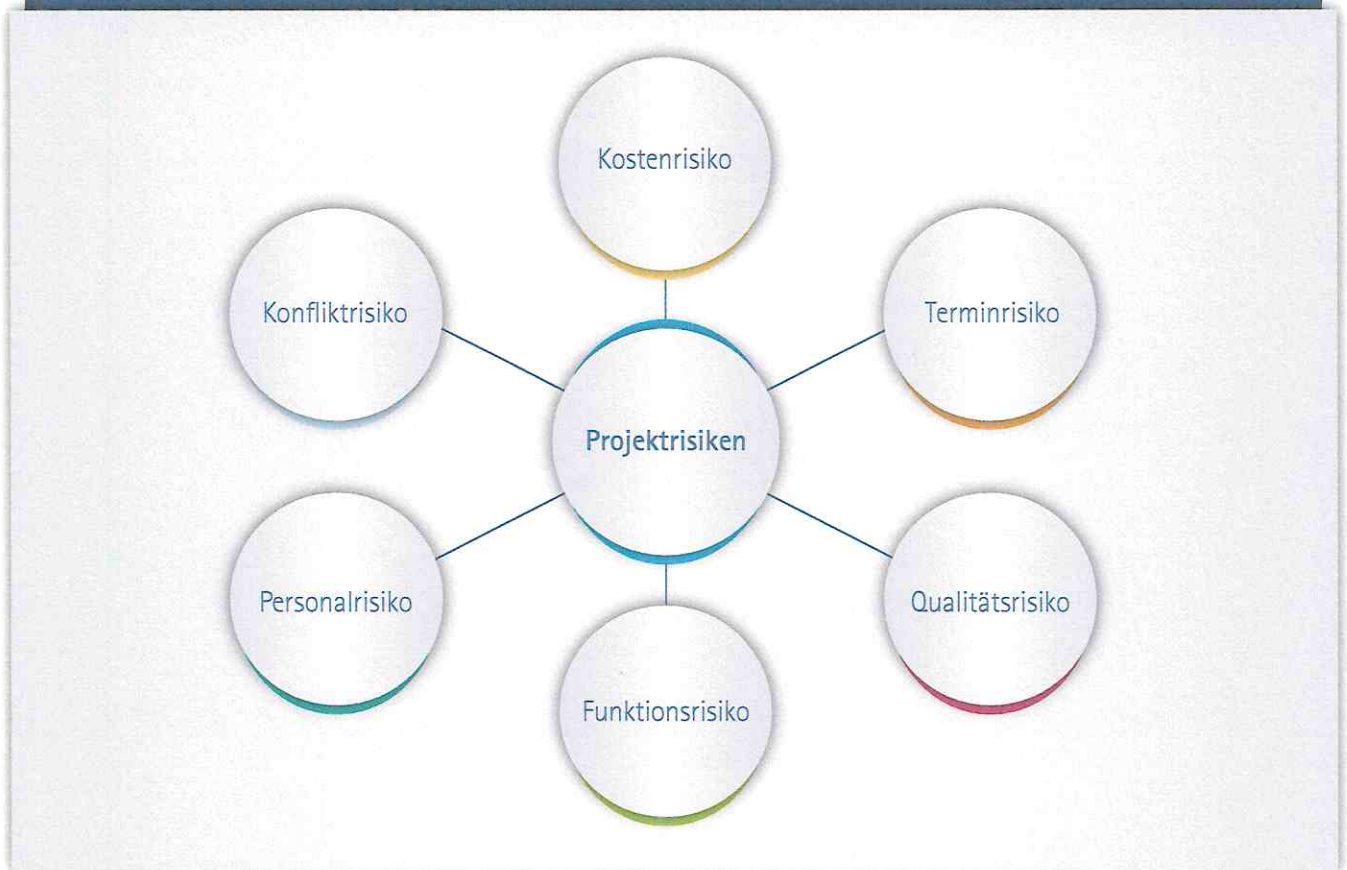 Kostenrisiko
Konfliktrisiko
Terminrisiko
Projektrisiken
Personalrisiko
Qualitätsrisiko
Funktionsrisiko